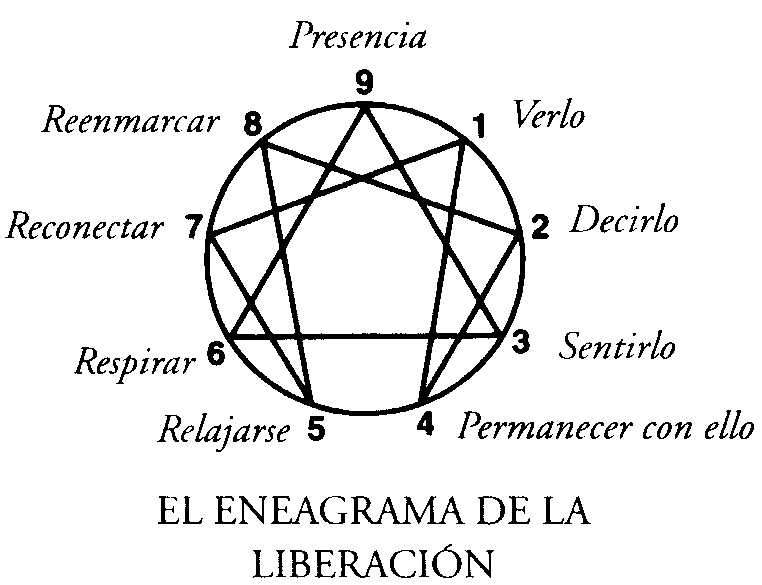 Presencia
9
Reenmarcar 8 1 Verlo
Reconectar 7 2 Decirlo
Respirar 6 3 Sentirlo
Relajarse 5 4 Permanecer con ello
EL ENEAGRAMA DE LA
LIBERACIÓN